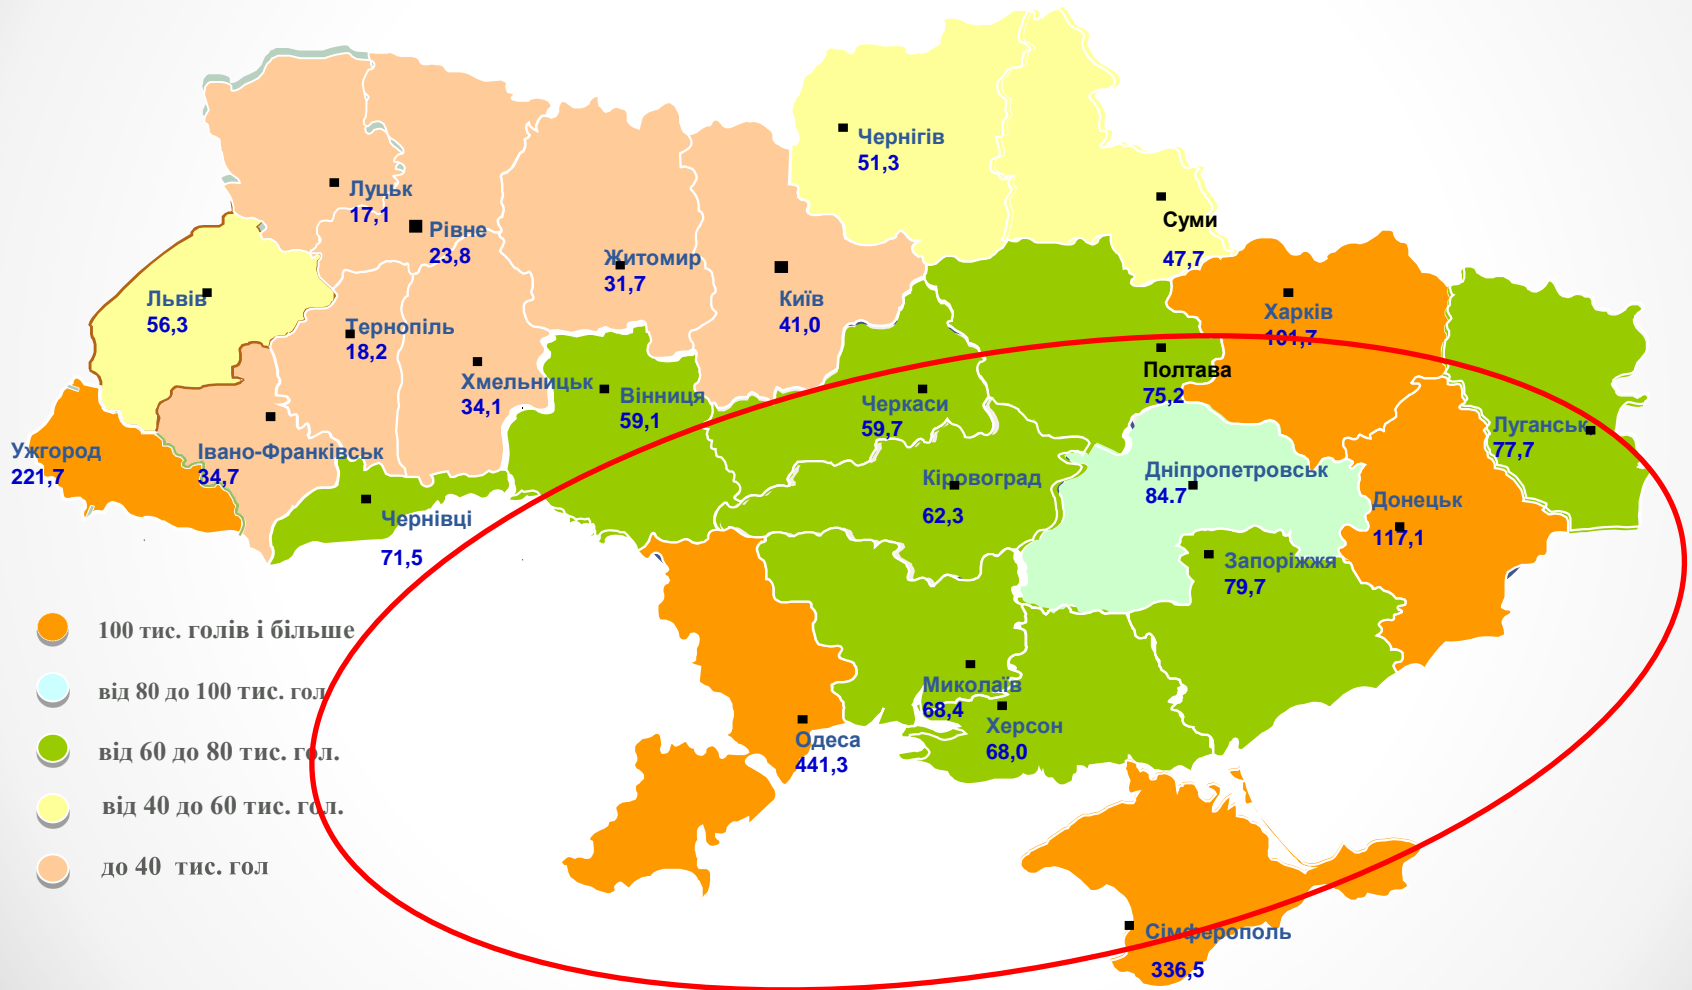 Чернігів
51,3
Луцьк
17,1
Рівне
23,8
Житомир
31,7
Київ
41,0
Суми
47,7
Львів
56,3
Тернопіль
18,2
Хмельницьк
34,1
Вінниця
59,1
Черкаси
59,7
Полтава
75,2
Харків
101,7
Луганськ
77,7
Ужгород
221,7
Івано-Франківськ
34,7
Чернівці
71,5
Кіровоград
62,3
Дніпропетровськ
84.7
Донецьк
117,1
Запоріжжя
79,7
Миколаїв
68,4
Херсон
68,0
Одеса
441,3
Сімферополь
336,5
100 тис. голів і більше
від 80 до 100 тис. гол
від 60 до 80 тис. гол.
від 40 до 60 тис. гол.
до 40 тис. гол